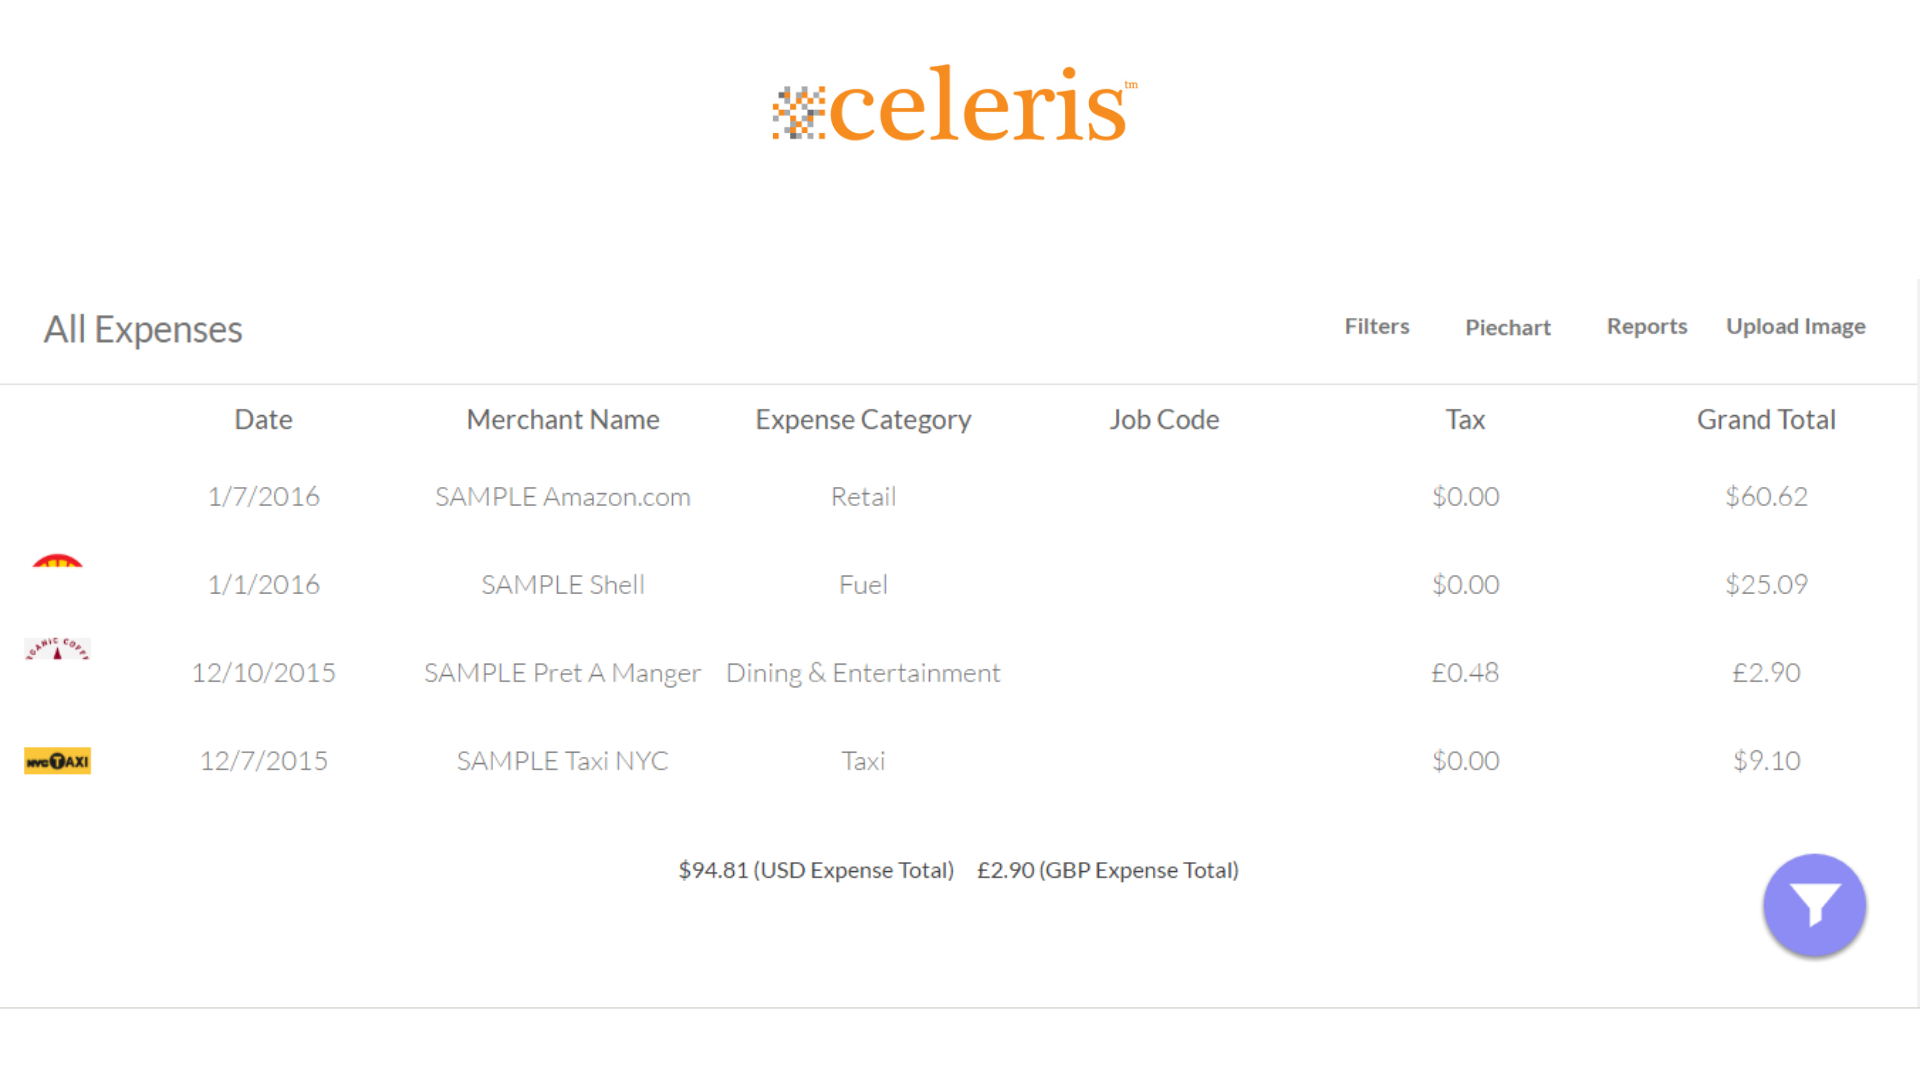 celeris™
All Expenses
Filters Piechart Reports Upload Image
Date Merchant Name Expense Category Job Code Tax Grand Total
1/7/2016 SAMPLE Amazon.com Retail $0.00 $60.62
1/1/2016 SAMPLE Shell Fuel $0.00 $25.09
GANIC COFFE
12/10/2015 SAMPLE Pret A Manger Dining & Entertainment £0.48 £2.90
NYC TAXI 12/7/2015 SAMPLE Taxi NYC Taxi $0.00 $9.10
$94.81 (USD Expense Total) £2.90 (GBP Expense Total)